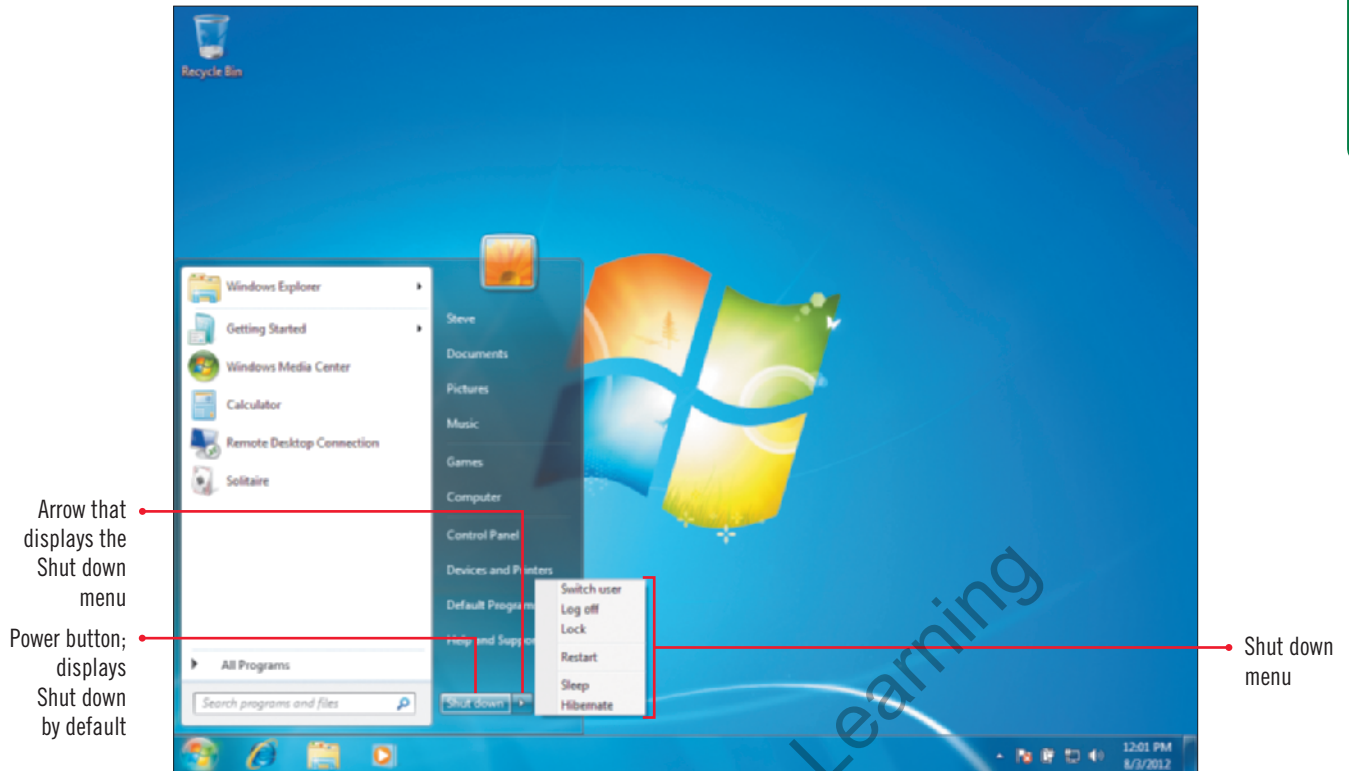 Recycle Bin
Windows Explorer
Getting Started
Windows Media Center
Calculator
Remote Desktop Connection
Solitaire
All Programs
Search programs and files
Steve
Documents
Pictures
Music
Games
Computer
Control Panel
Devices and Printers
Default Program
Help and Suppor
Shut down
Switch user
Log off
Lock
Restart
Sleep
Hibernate
12:01 PM
8/3/2012
Arrow that
displays the
Shut down
menu
Power button;
displays
Shut down
by default
Shut down
menu
Learning